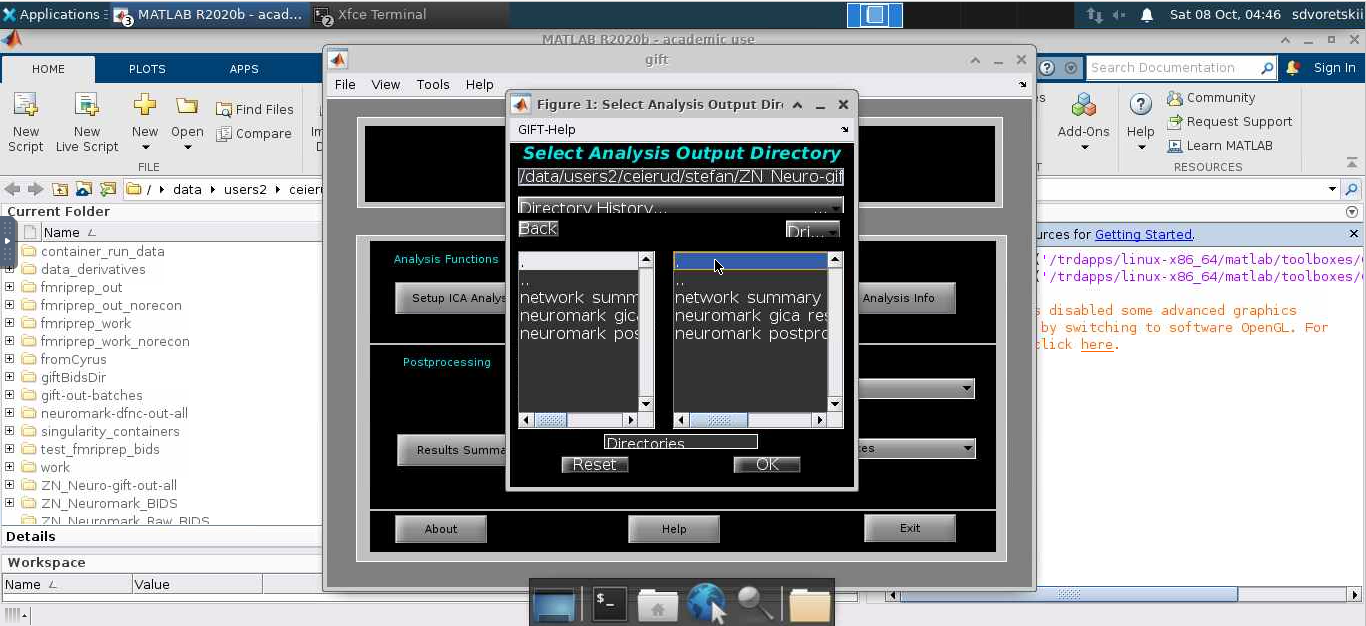 Applications
3
MATLAB R2020b - acad...
2
Xfce Terminal
Sat 08 Oct, 04:46
sdvoretskii
MATLAB R2020b - academic use
HOME
PLOTS
APPS
Search Documentation
Sign In
New
Script
New
Live Script
New
Open
Find Files
Compare
FILE
Add-Ons
Help
Community
Request Support
Learn MATLAB
RESOURCES
/ data users2
Current Folder
Name
container_run_data
data_derivatives
fmriprep_out
fmriprep_out_norecon
fmriprep_work
fmriprep_work_norecon
fromCyrus
giftBidsDir
gift-out-batches
neuromark-dfnc-out-all
singularity_containers
test_fmriprep_bids
work
ZN_Neuro-gift-out-all
ZN_Neuromark_BIDS
ZN_Neuromark_Raw_BIDS
Details
Workspace
Name
Value
gift
File View Tools Help
Analysis Functions
Setup ICA Analys
Analysis Info
Postprocessing
Results Summa
About
Help
Exit
Figure 1: Select Analysis Output Dire
GIFT-Help
Select Analysis Output Directory
/data/users2/ceierud/stefan/ZN_Neuro-gif
Directory History...
...
Back
Dri...
.
..
network summ
neuromark gica
neuromark pos
.
..
network summary
neuromark gica res
neuromark postpro
Directories
Reset
OK
urces for Getting Started.
('/trdapps/linux-x86_64/matlab/toolboxes/
('/trdapps/linux-x86_64/matlab/toolboxes/
s disabled some advanced graphics
by switching to software OpenGL. For
click here.